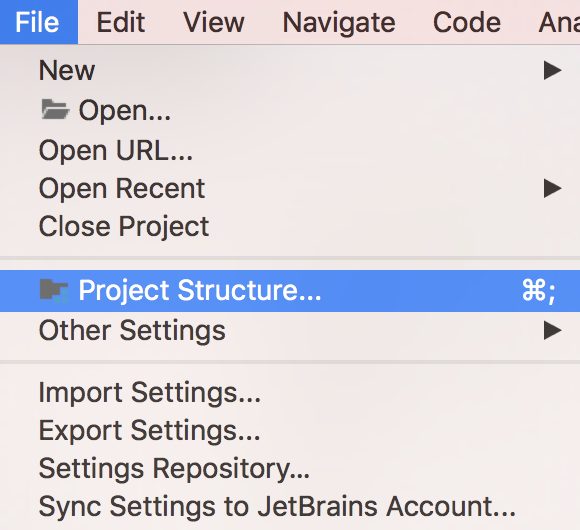 File Edit View Navigate Code
New
Open...
Open URL...
Open Recent
Close Project
Project Structure... ⌘;
Other Settings
Import Settings...
Export Settings...
Settings Repository...
Sync Settings to JetBrains Account...